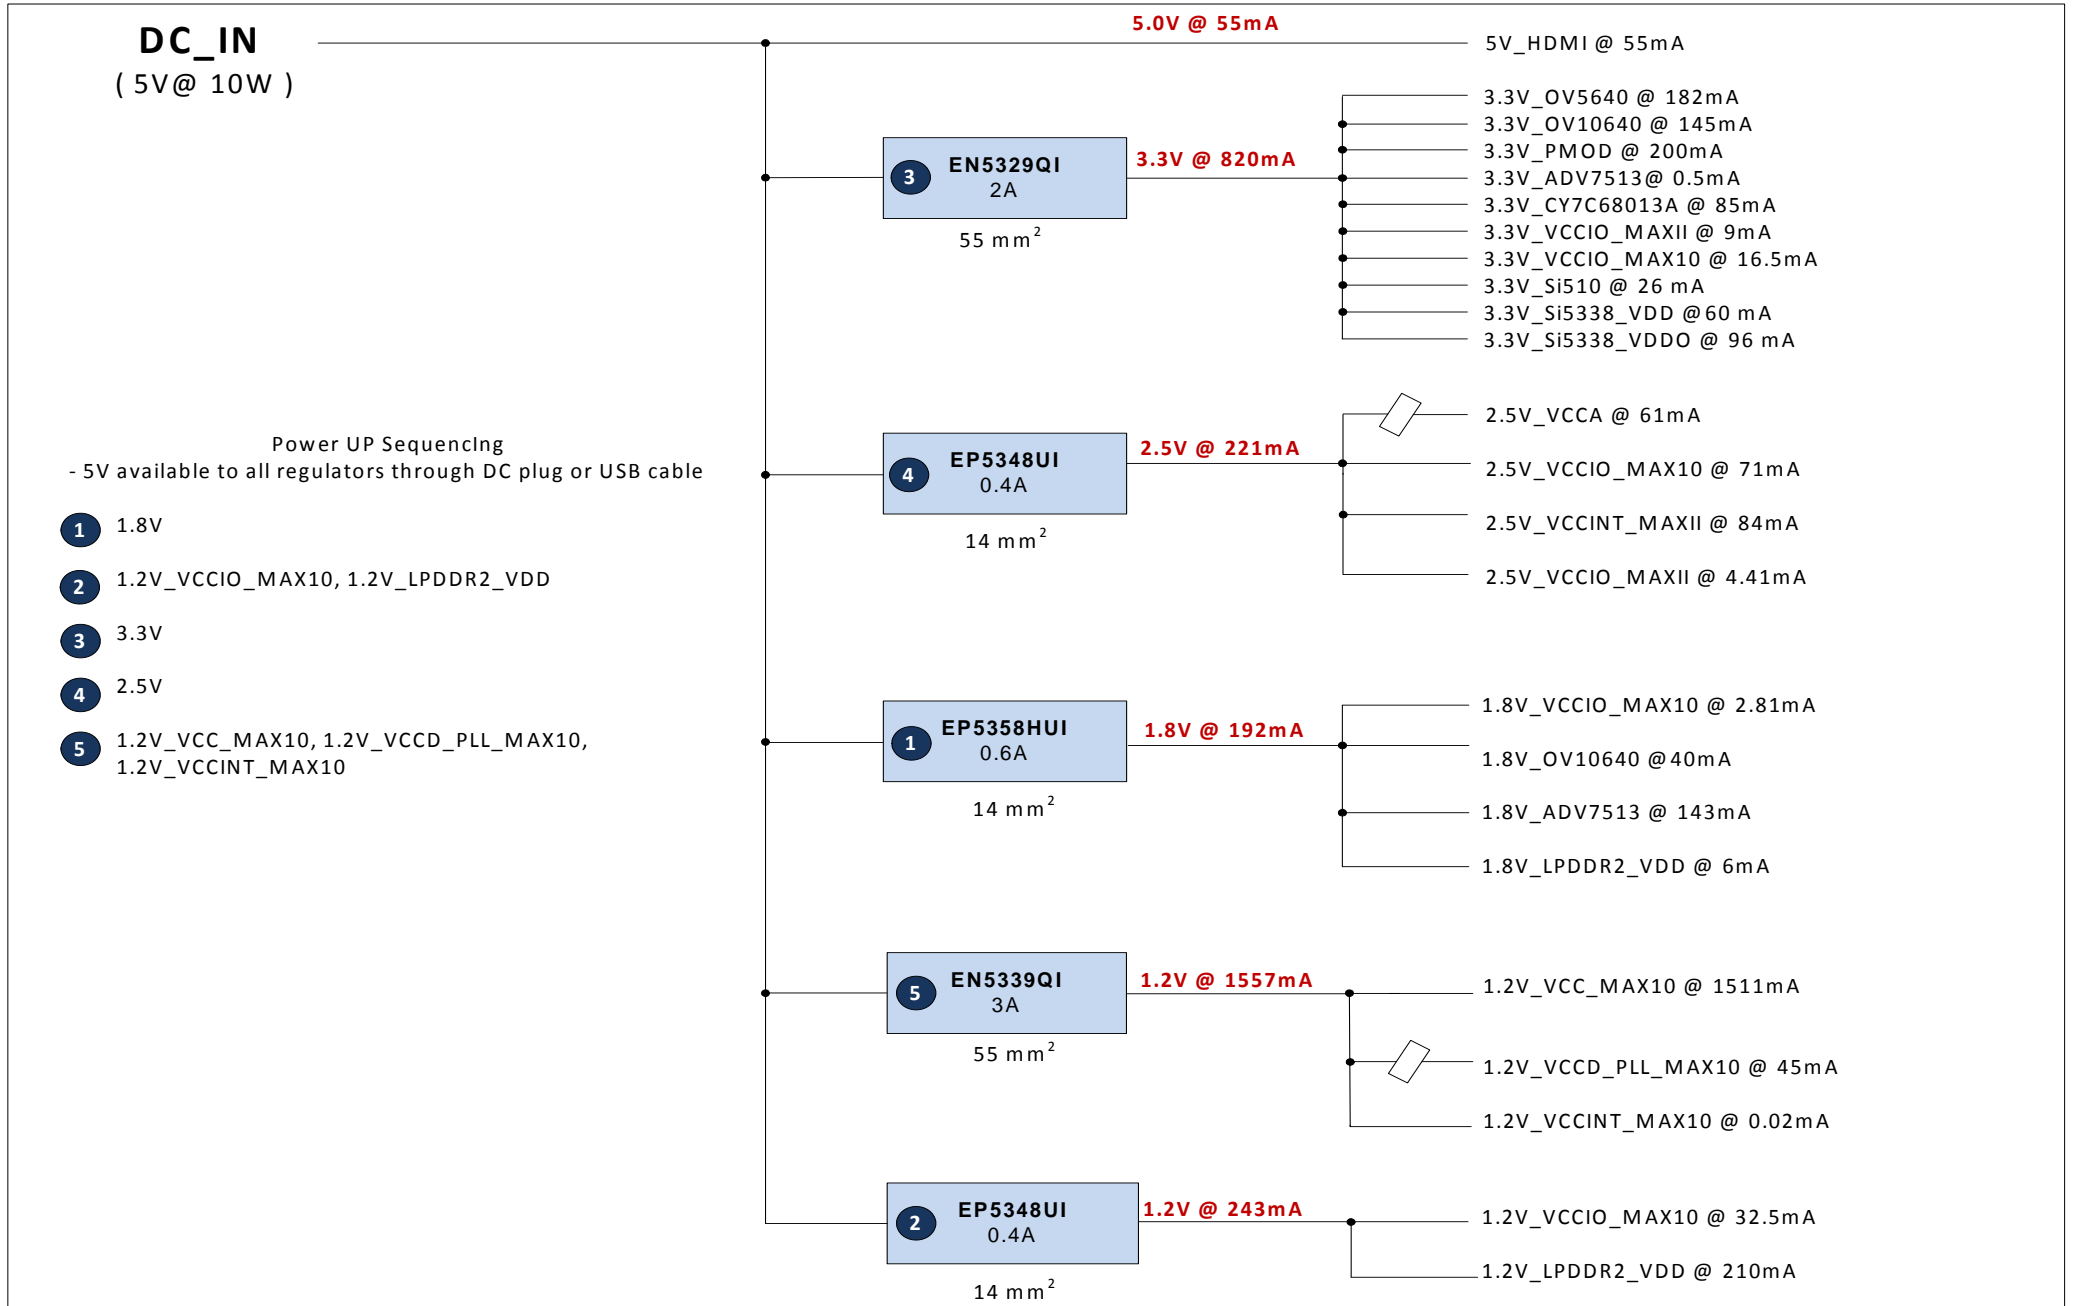 DC_IN
( 5V@ 10W )
5.0V @ 55mA
5V_HDMI @ 55mA
3
EN5329QI
2A
55 mm²
3.3V @ 820mA
3.3V_OV5640 @ 182mA
3.3V_OV10640 @ 145mA
3.3V_PMOD @ 200mA
3.3V_ADV7513@ 0.5mA
3.3V_CY7C68013A @ 85mA
3.3V_VCCIO_MAXII @ 9mA
3.3V_VCCIO_MAX10 @ 16.5mA
3.3V_Si510 @ 26 mA
3.3V_Si5338_VDD @60 mA
3.3V_Si5338_VDDO @ 96 mA
Power UP SequencIng
- 5V available to all regulators through DC plug or USB cable
1 1.8V
2 1.2V_VCCIO_MAX10, 1.2V_LPDDR2_VDD
3 3.3V
4 2.5V
5 1.2V_VCC_MAX10, 1.2V_VCCD_PLL_MAX10,
1.2V_VCCINT_MAX10
4
EP5348UI
0.4A
14 mm²
2.5V @ 221mA
2.5V_VCCA @ 61mA
2.5V_VCCIO_MAX10 @ 71mA
2.5V_VCCINT_MAXII @ 84mA
2.5V_VCCIO_MAXII @ 4.41mA
1
EP5358HUI
0.6A
14 mm²
1.8V @ 192mA
1.8V_VCCIO_MAX10 @ 2.81mA
1.8V_OV10640 @40mA
1.8V_ADV7513 @ 143mA
1.8V_LPDDR2_VDD @ 6mA
5
EN5339QI
3A
55 mm²
1.2V @ 1557mA
1.2V_VCC_MAX10 @ 1511mA
1.2V_VCCD_PLL_MAX10 @ 45mA
1.2V_VCCINT_MAX10 @ 0.02mA
2
EP5348UI
0.4A
14 mm²
1.2V @ 243mA
1.2V_VCCIO_MAX10 @ 32.5mA
1.2V_LPDDR2_VDD @ 210mA